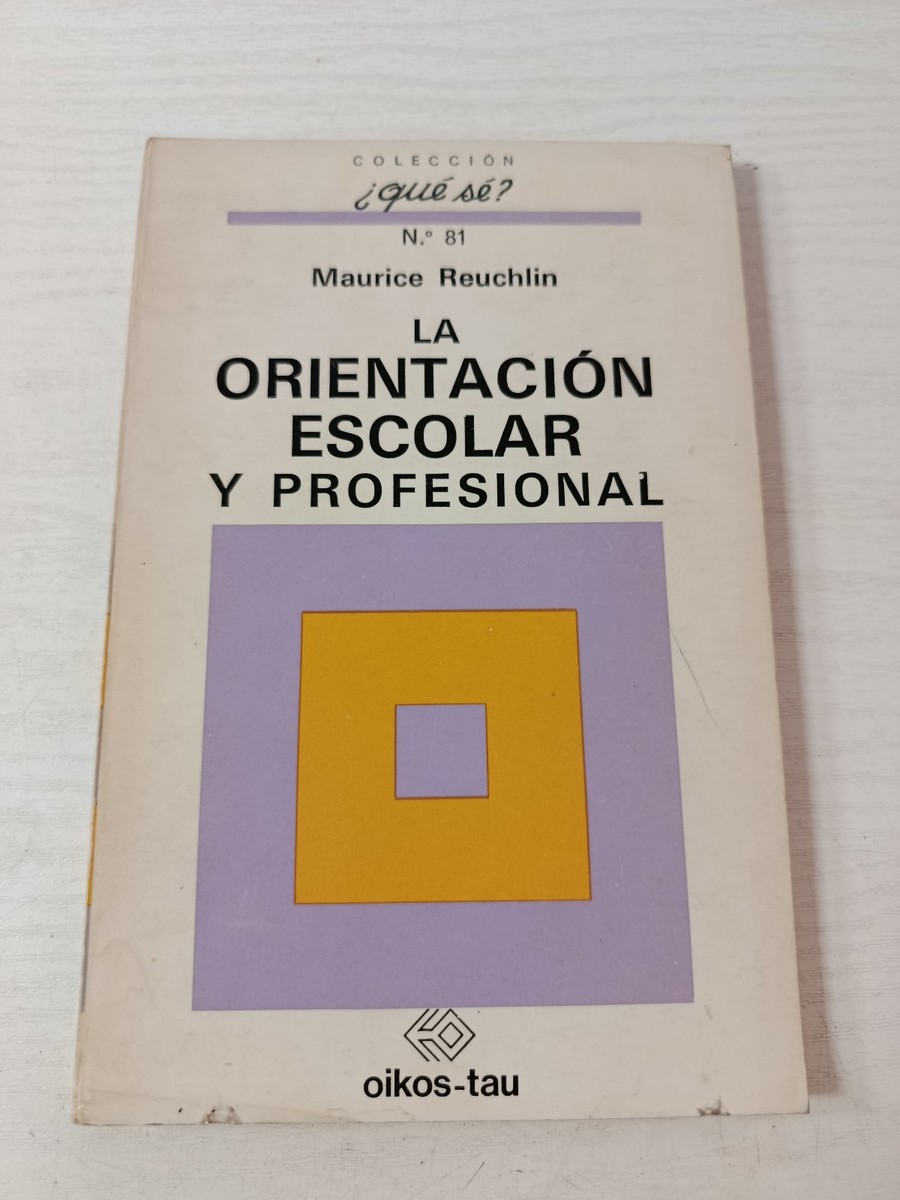 COLECCIÓN
¿qué sé?
N.º 81
Maurice Reuchlin
LA
ORIENTACIÓN
ESCOLAR
Y PROFESIONAL
oikos-tau